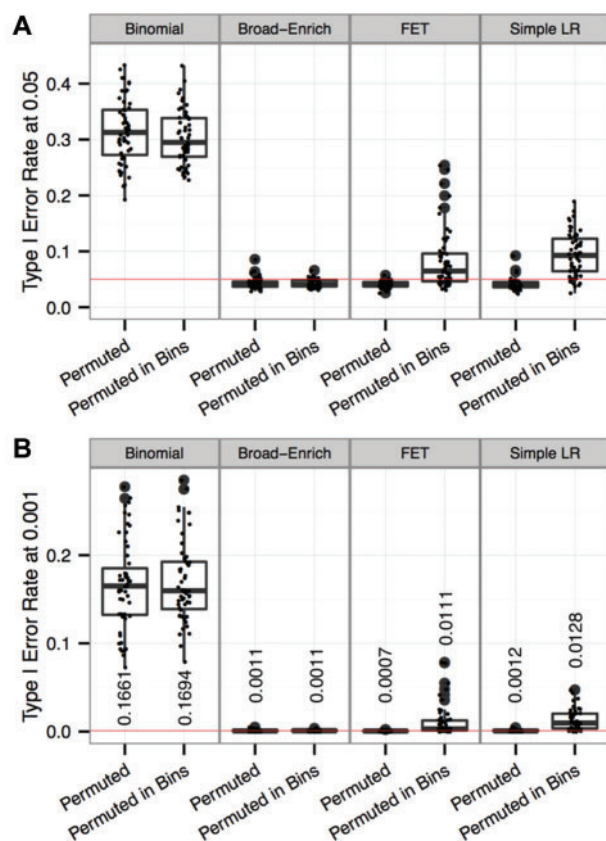 A
Binomial Broad−Enrich FET Simple LR
Type I Error Rate at 0.05
0.4
0.3
0.2
0.1
0.0
Permuted
Permuted in Bins
Permuted
Permuted in Bins
Permuted
Permuted in Bins
Permuted
Permuted in Bins
B
Binomial Broad−Enrich FET Simple LR
Type I Error Rate at 0.001
0.2
0.1
0.0
0.1661
0.1694
0.0011
0.0011
0.0007
0.0111
0.0012
0.0128
Permuted
Permuted in Bins
Permuted
Permuted in Bins
Permuted
Permuted in Bins
Permuted
Permuted in Bins